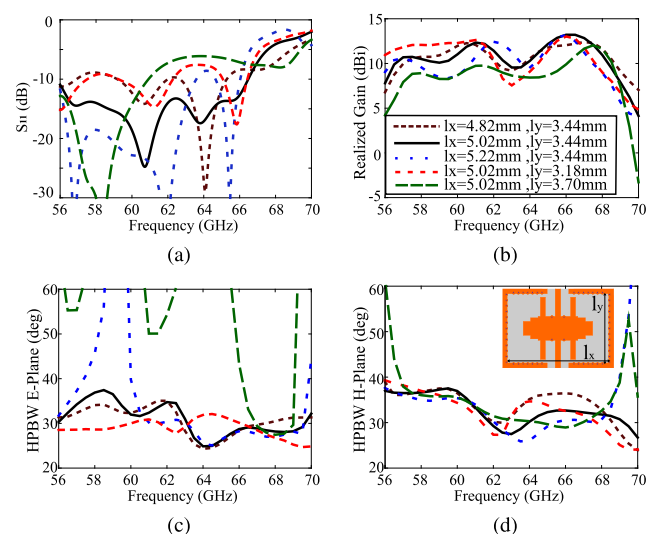 0
-10
-20
-30
S₁₁ (dB)
56 58 60 62 64 66 68 70
Frequency (GHz)
(a)
15
10
5
0
-5
Realized Gain (dBi)
lx=4.82mm ,ly=3.44mm
lx=5.02mm ,ly=3.44mm
lx=5.22mm ,ly=3.44mm
lx=5.02mm ,ly=3.18mm
lx=5.02mm ,ly=3.70mm
56 58 60 62 64 66 68 70
Frequency (GHz)
(b)
60
50
40
30
20
HPBW E-Plane (deg)
56 58 60 62 64 66 68 70
Frequency (GHz)
(c)
60
50
40
30
20
HPBW H-Plane (deg)
l_y
l_x
56 58 60 62 64 66 68 70
Frequency (GHz)
(d)